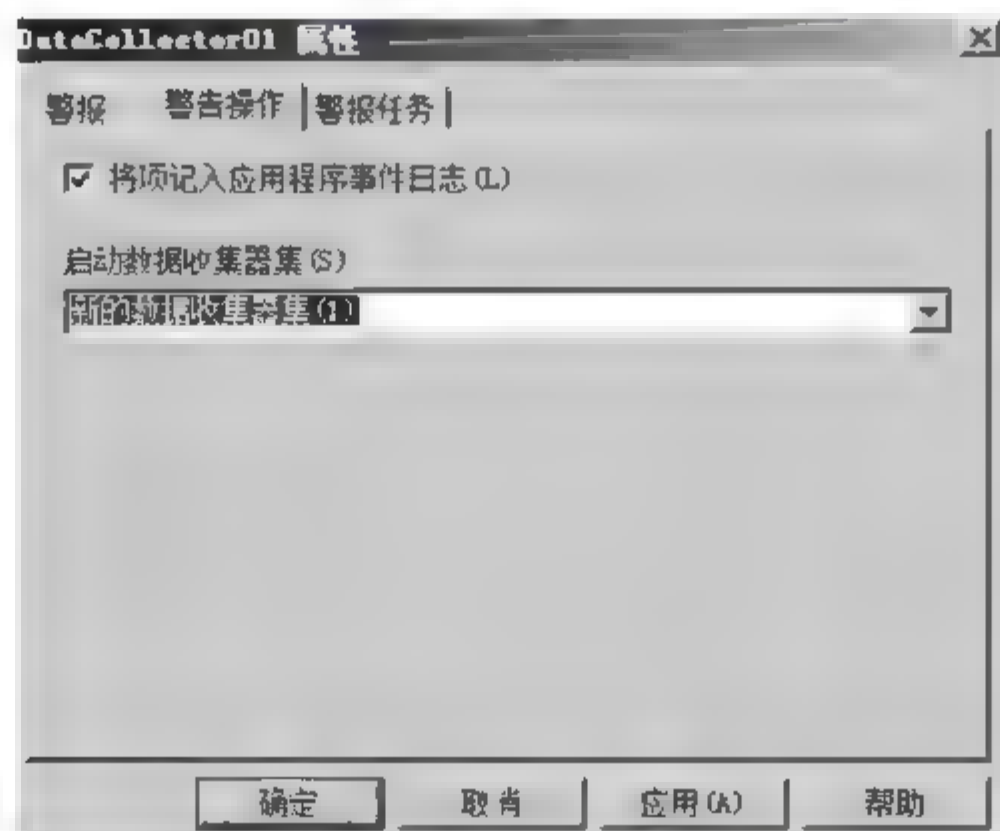 DataCollector01 属性
警报 警告操作 警报任务
将项记入应用程序事件日志(L)
启动数据收集器集(S)
新的数据收集器集(1)
确定 取消 应用(A) 帮助